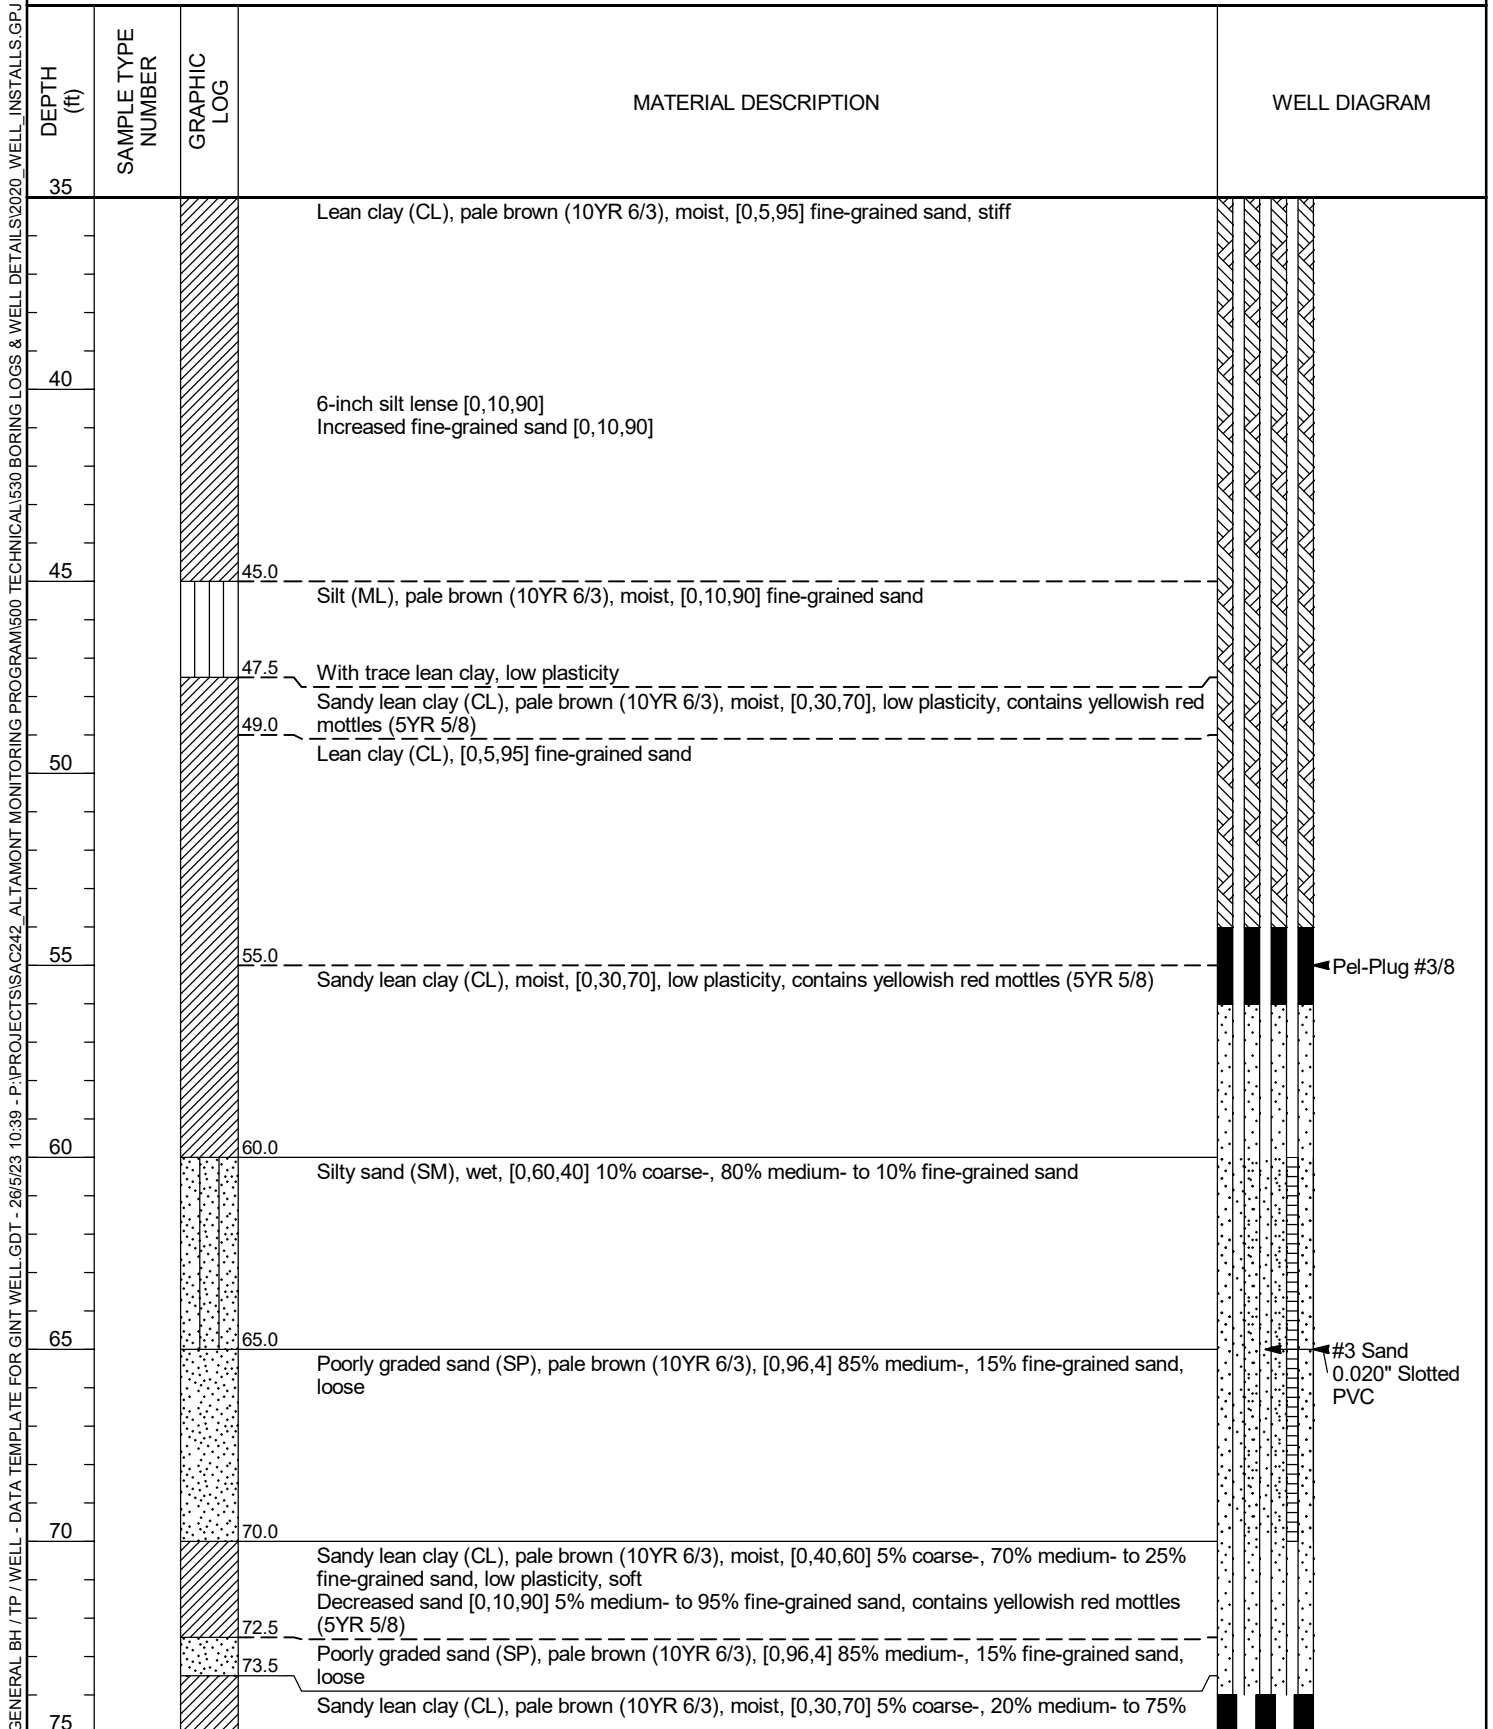 GENERAL BH / TP / WELL - DATA TEMPLATE FOR GINT WELL.GDT - 26/5/23 10:39 - P:\PROJECTS\SAC242_ALTAMONT MONITORING PROGRAM\500 TECHNICAL\530 BORING LOGS & WELL DETAILS\2020_WELL_INSTALLS.GPJ
DEPTH
(ft)
SAMPLE TYPE
NUMBER
GRAPHIC
LOG
MATERIAL DESCRIPTION
WELL DIAGRAM
35
Lean clay (CL), pale brown (10YR 6/3), moist, [0,5,95] fine-grained sand, stiff
40
6-inch silt lense [0,10,90]
Increased fine-grained sand [0,10,90]
45
45.0
Silt (ML), pale brown (10YR 6/3), moist, [0,10,90] fine-grained sand
47.5
With trace lean clay, low plasticity
Sandy lean clay (CL), pale brown (10YR 6/3), moist, [0,30,70], low plasticity, contains yellowish red
mottles (5YR 5/8)
49.0
Lean clay (CL), [0,5,95] fine-grained sand
50
55
55.0
Sandy lean clay (CL), moist, [0,30,70], low plasticity, contains yellowish red mottles (5YR 5/8)
Pel-Plug #3/8
60
60.0
Silty sand (SM), wet, [0,60,40] 10% coarse-, 80% medium- to 10% fine-grained sand
65
65.0
Poorly graded sand (SP), pale brown (10YR 6/3), [0,96,4] 85% medium-, 15% fine-grained sand,
loose
#3 Sand
0.020" Slotted
PVC
70
70.0
Sandy lean clay (CL), pale brown (10YR 6/3), moist, [0,40,60] 5% coarse-, 70% medium- to 25%
fine-grained sand, low plasticity, soft
Decreased sand [0,10,90] 5% medium- to 95% fine-grained sand, contains yellowish red mottles
(5YR 5/8)
72.5
Poorly graded sand (SP), pale brown (10YR 6/3), [0,96,4] 85% medium-, 15% fine-grained sand,
loose
73.5
Sandy lean clay (CL), pale brown (10YR 6/3), moist, [0,30,70] 5% coarse-, 20% medium- to 75%
75